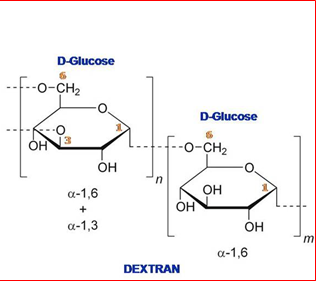 D-Glucose
6
O-CH₂
O
1
O
3
OH
OH
n
α-1,6
+
α-1,3
D-Glucose
6
O-CH₂
O
1
OH
OH
OH
m
α-1,6
DEXTRAN